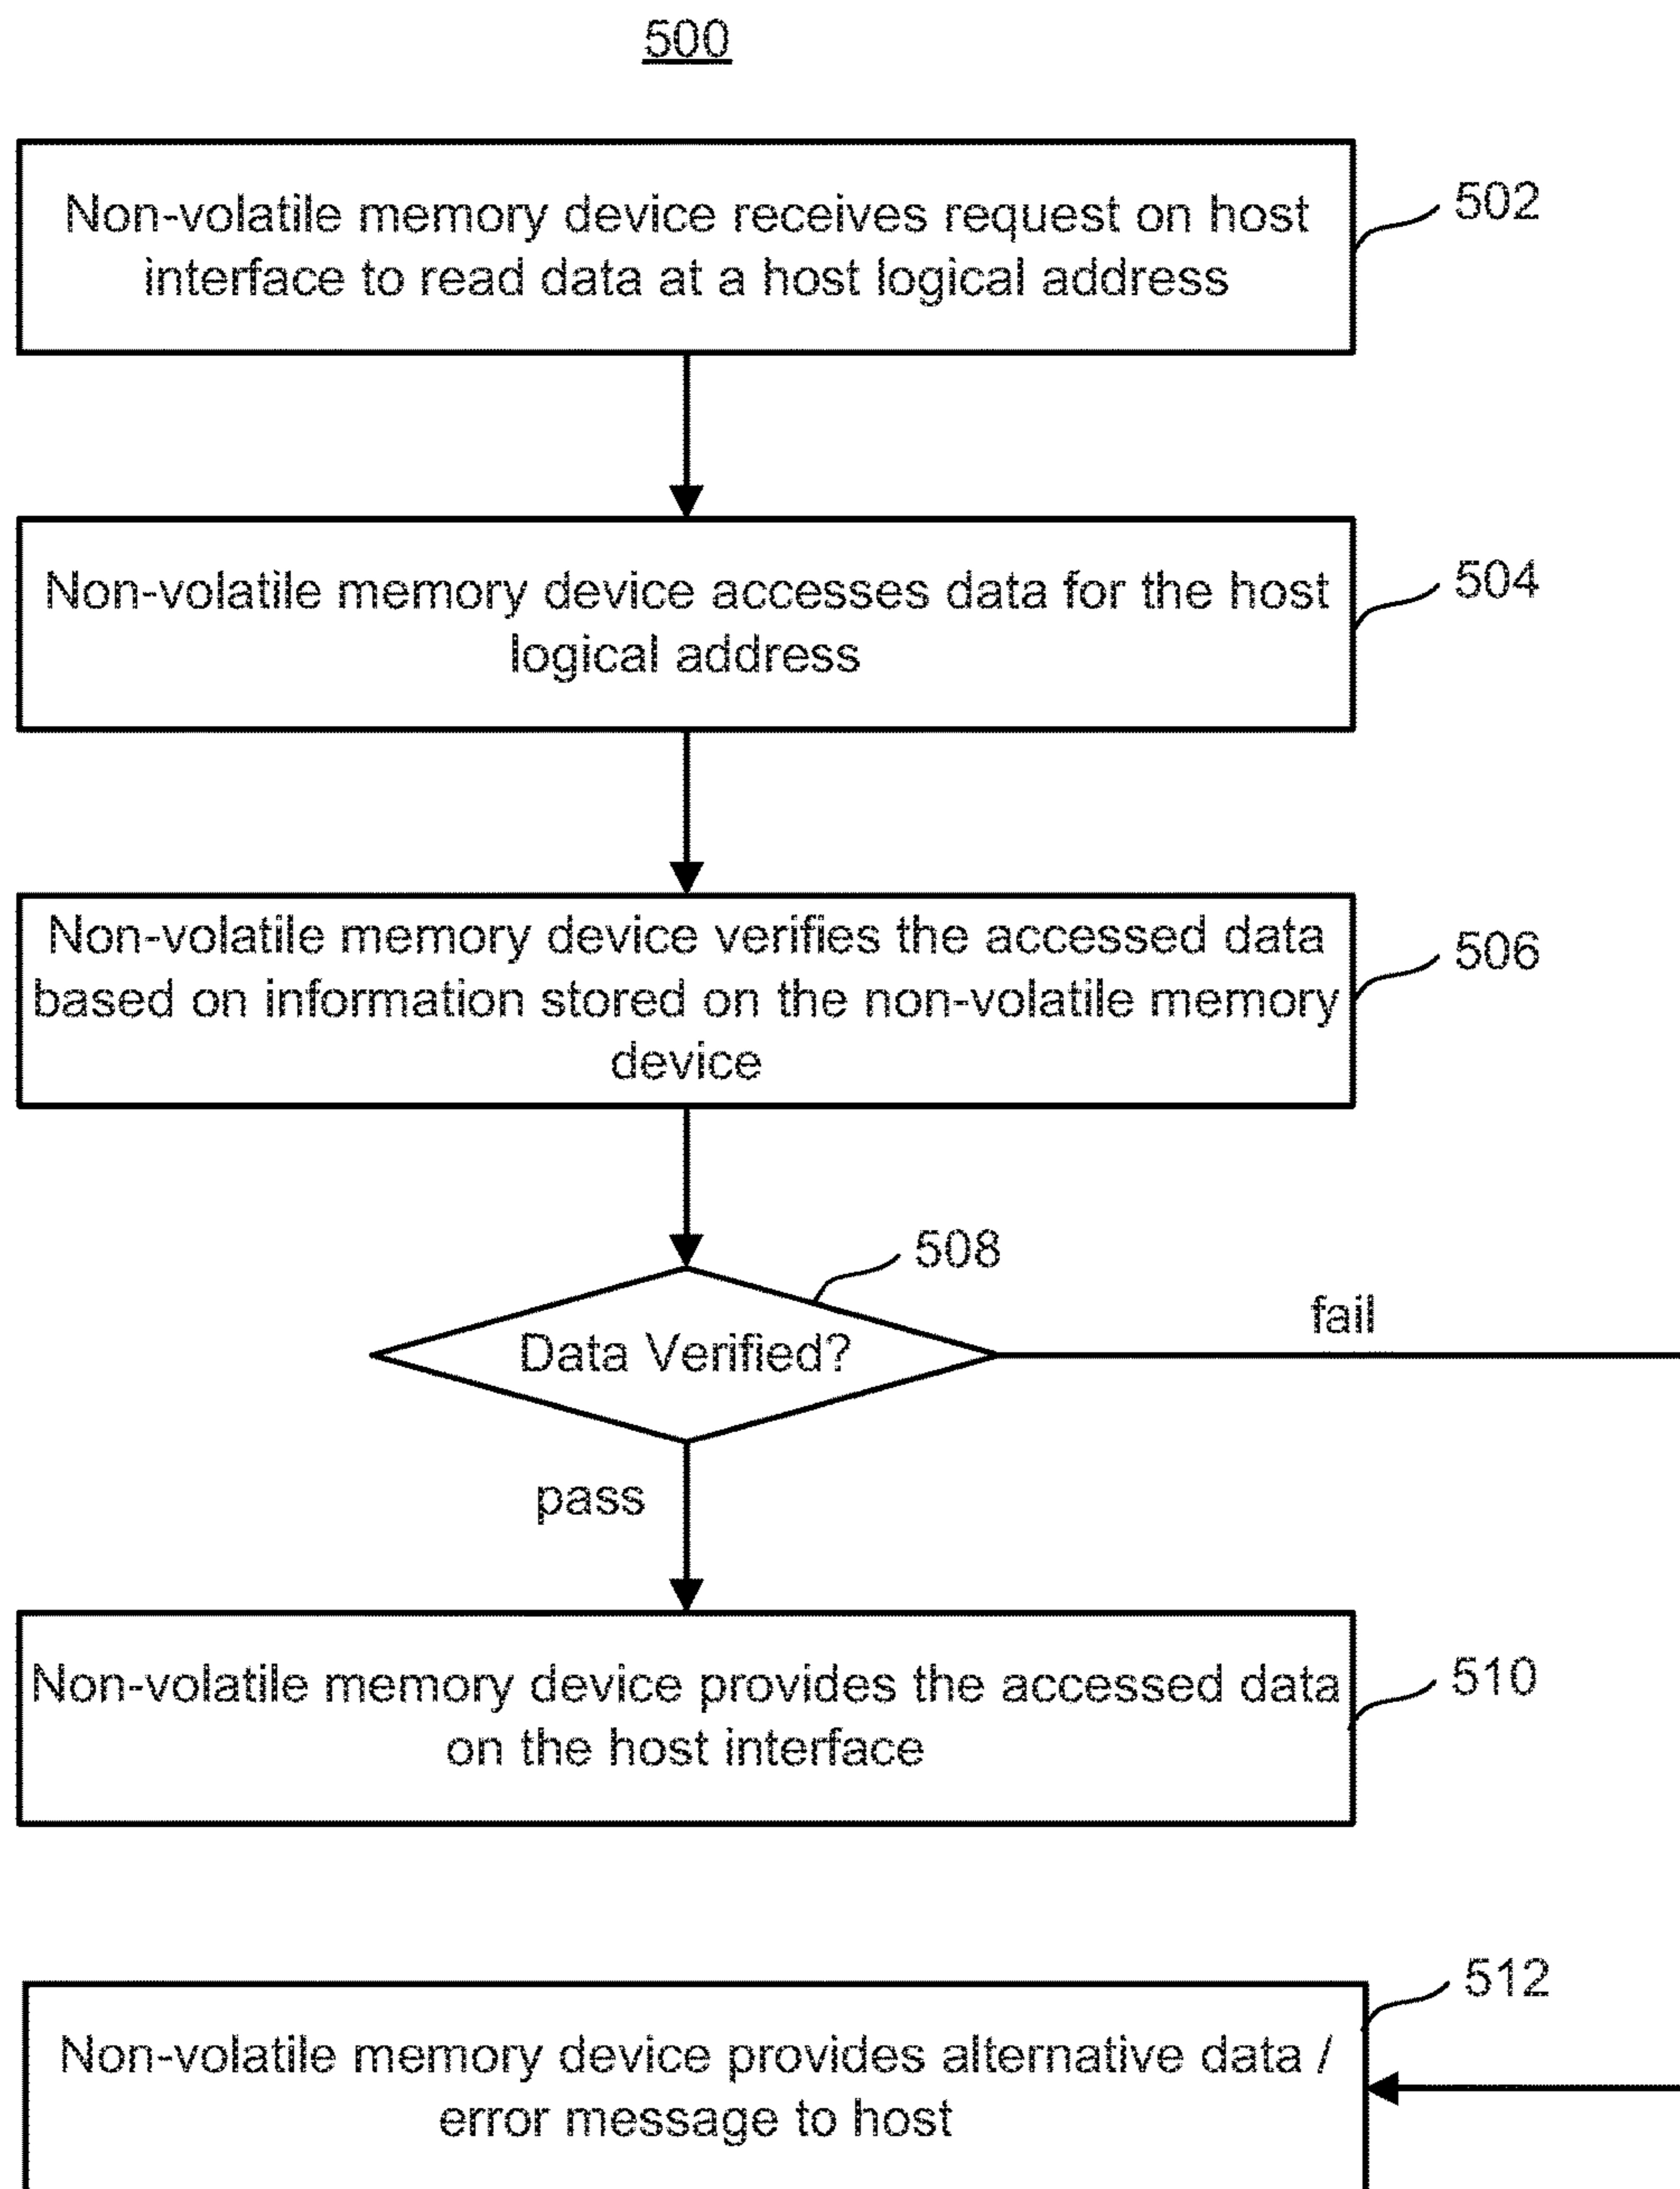 500
Non-volatile memory device receives request on host
interface to read data at a host logical address
502
Non-volatile memory device accesses data for the host
logical address
504
Non-volatile memory device verifies the accessed data
based on information stored on the non-volatile memory
device
506
508
Data Verified?
fail
pass
Non-volatile memory device provides the accessed data
on the host interface
510
512
Non-volatile memory device provides alternative data /
error message to host